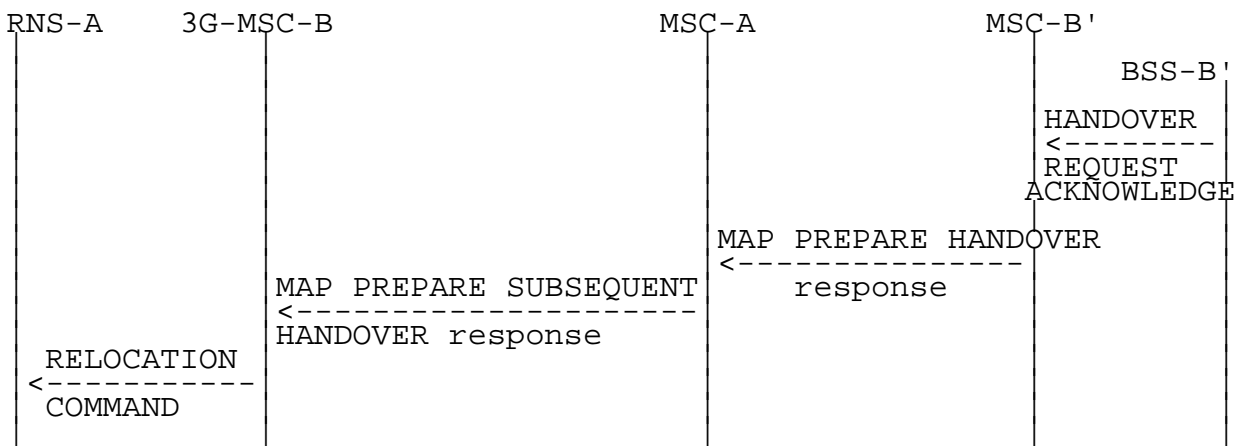 RNS-A 3G-MSC-B MSC-A MSC-B'
BSS-B'
HANDOVER
REQUEST
ACKNOWLEDGE
MAP PREPARE HANDOVER
response
MAP PREPARE SUBSEQUENT
HANDOVER response
RELOCATION
COMMAND